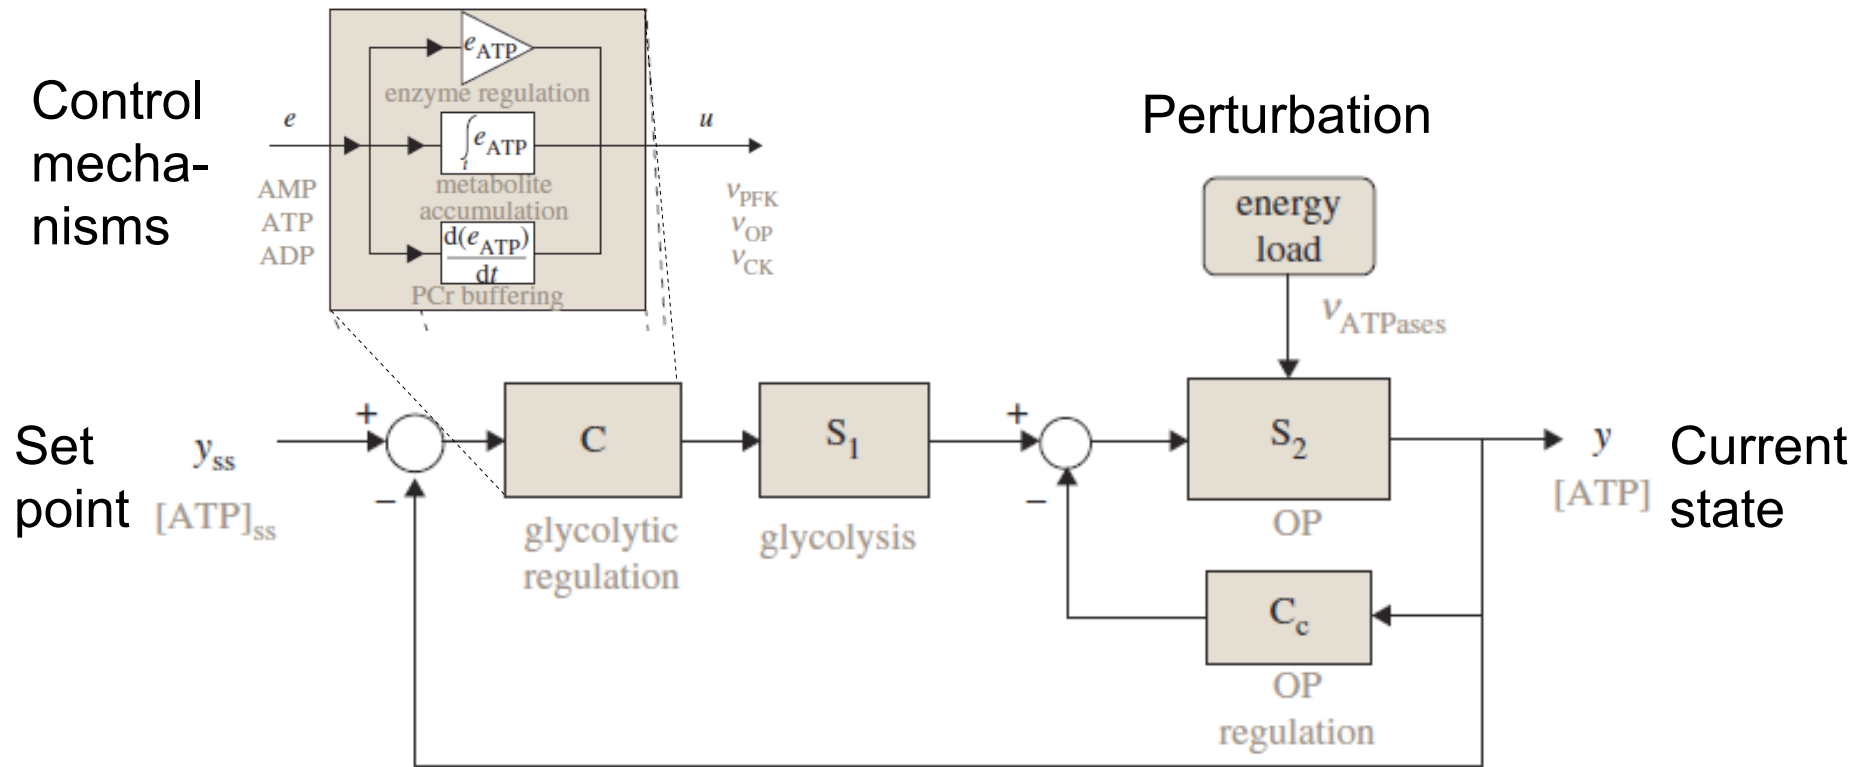 Control
mecha-
nisms
e
AMP
ATP
ADP
e_ATP
enzyme regulation
∫_t e_ATP
metabolite
accumulation
d(e_ATP)
dt
PCr buffering
u
v_PFK
v_OP
v_CK
Perturbation
energy
load
v_ATPases
Set
point
y_ss
[ATP]_ss
+
−
C
glycolytic
regulation
S_1
glycolysis
+
−
S_2
OP
C_c
OP
regulation
y
[ATP]
Current
state